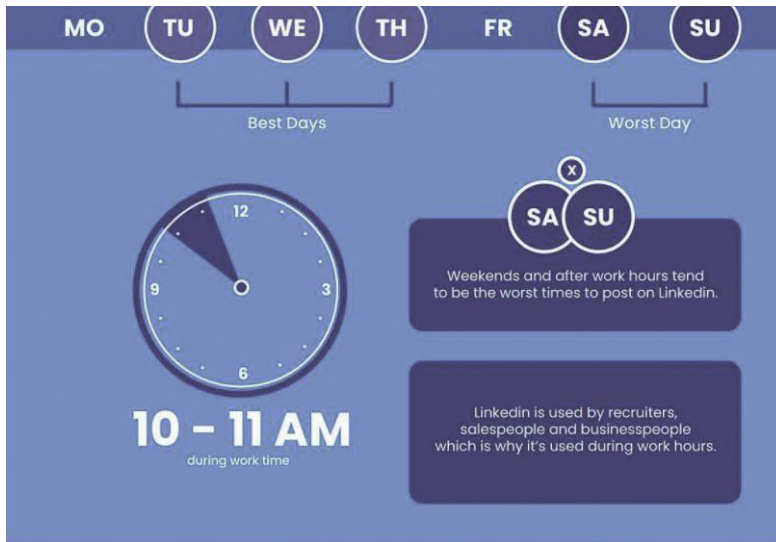 MO TU WE TH FR SA SU
Best Days Worst Day
12
9 3
6
10 – 11 AM
during work time
X
SA SU
Weekends and after work hours tend
to be the worst times to post on Linkedin.
Linkedin is used by recruiters,
salespeople and businesspeople
which is why it's used during work hours.